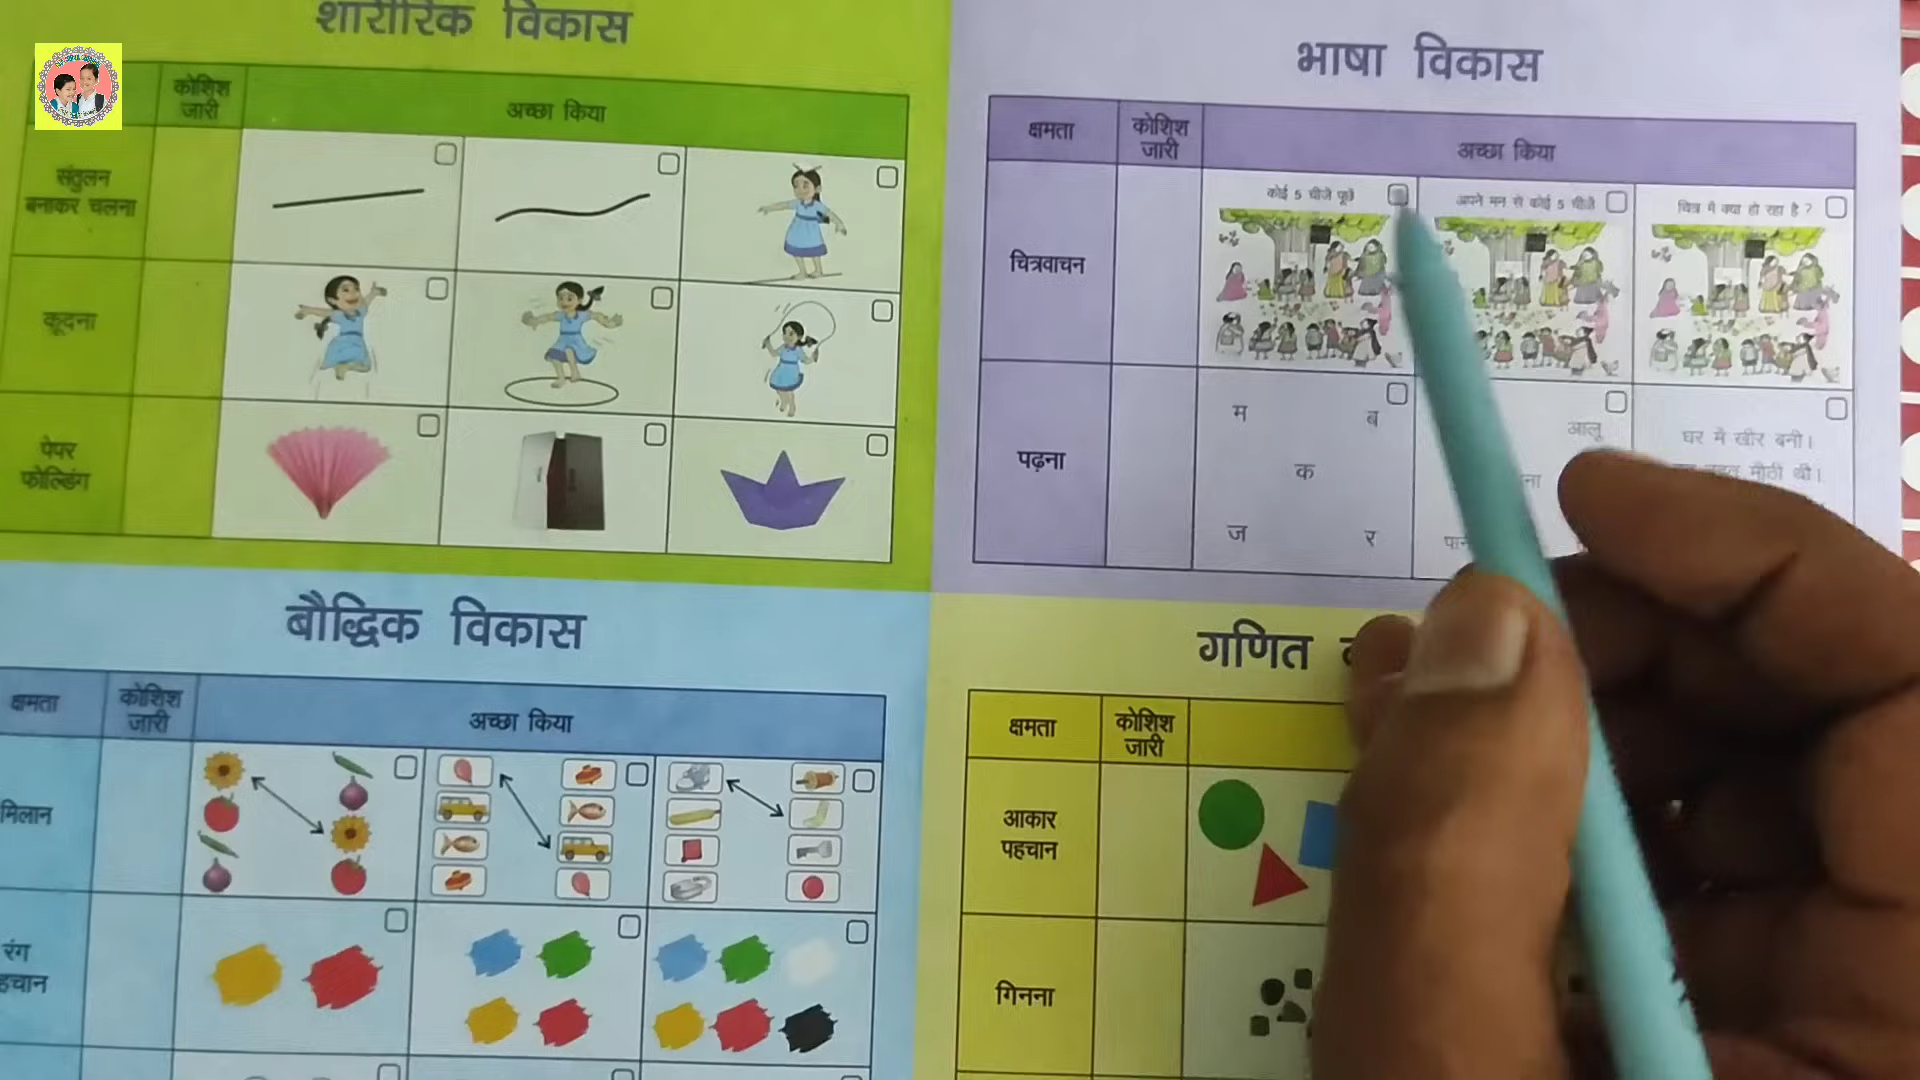 शारीरिक विकास
कोशिश
जारी
अच्छा किया
संतुलन
बनाकर चलना
कूदना
पेपर
फोल्डिंग
भाषा विकास
क्षमता
कोशिश
जारी
अच्छा किया
चित्रवाचन
कोई 5 चीजे पूछें
अपने मन से कोई 5 चीजें
चित्र में क्या हो रहा है ?
पढ़ना
म
ब
क
ज
र
आलू
घर में खीर बनी।
मीठी थी।
बौद्धिक विकास
क्षमता
कोशिश
जारी
अच्छा किया
मिलान
रंग
गणित
क्षमता
कोशिश
जारी
आकार
पहचान
गिनना